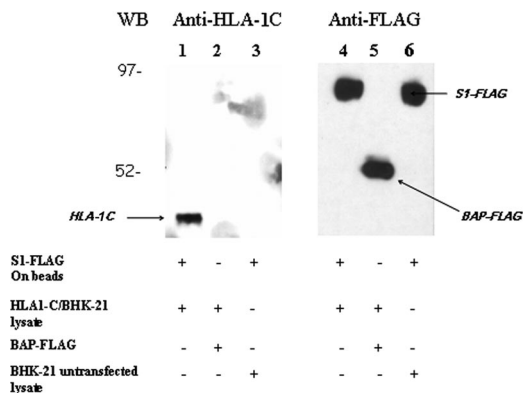 WB Anti-HLA-1C Anti-FLAG
1 2 3 4 5 6
97-
S1-FLAG
52-
HLA-1C
BAP-FLAG
S1-FLAG + - + + - +
On beads
HLA1-C/BHK-21 + + - + + -
lysate
BAP-FLAG - + - - + -
BHK-21 untransfected - - + - - +
lysate